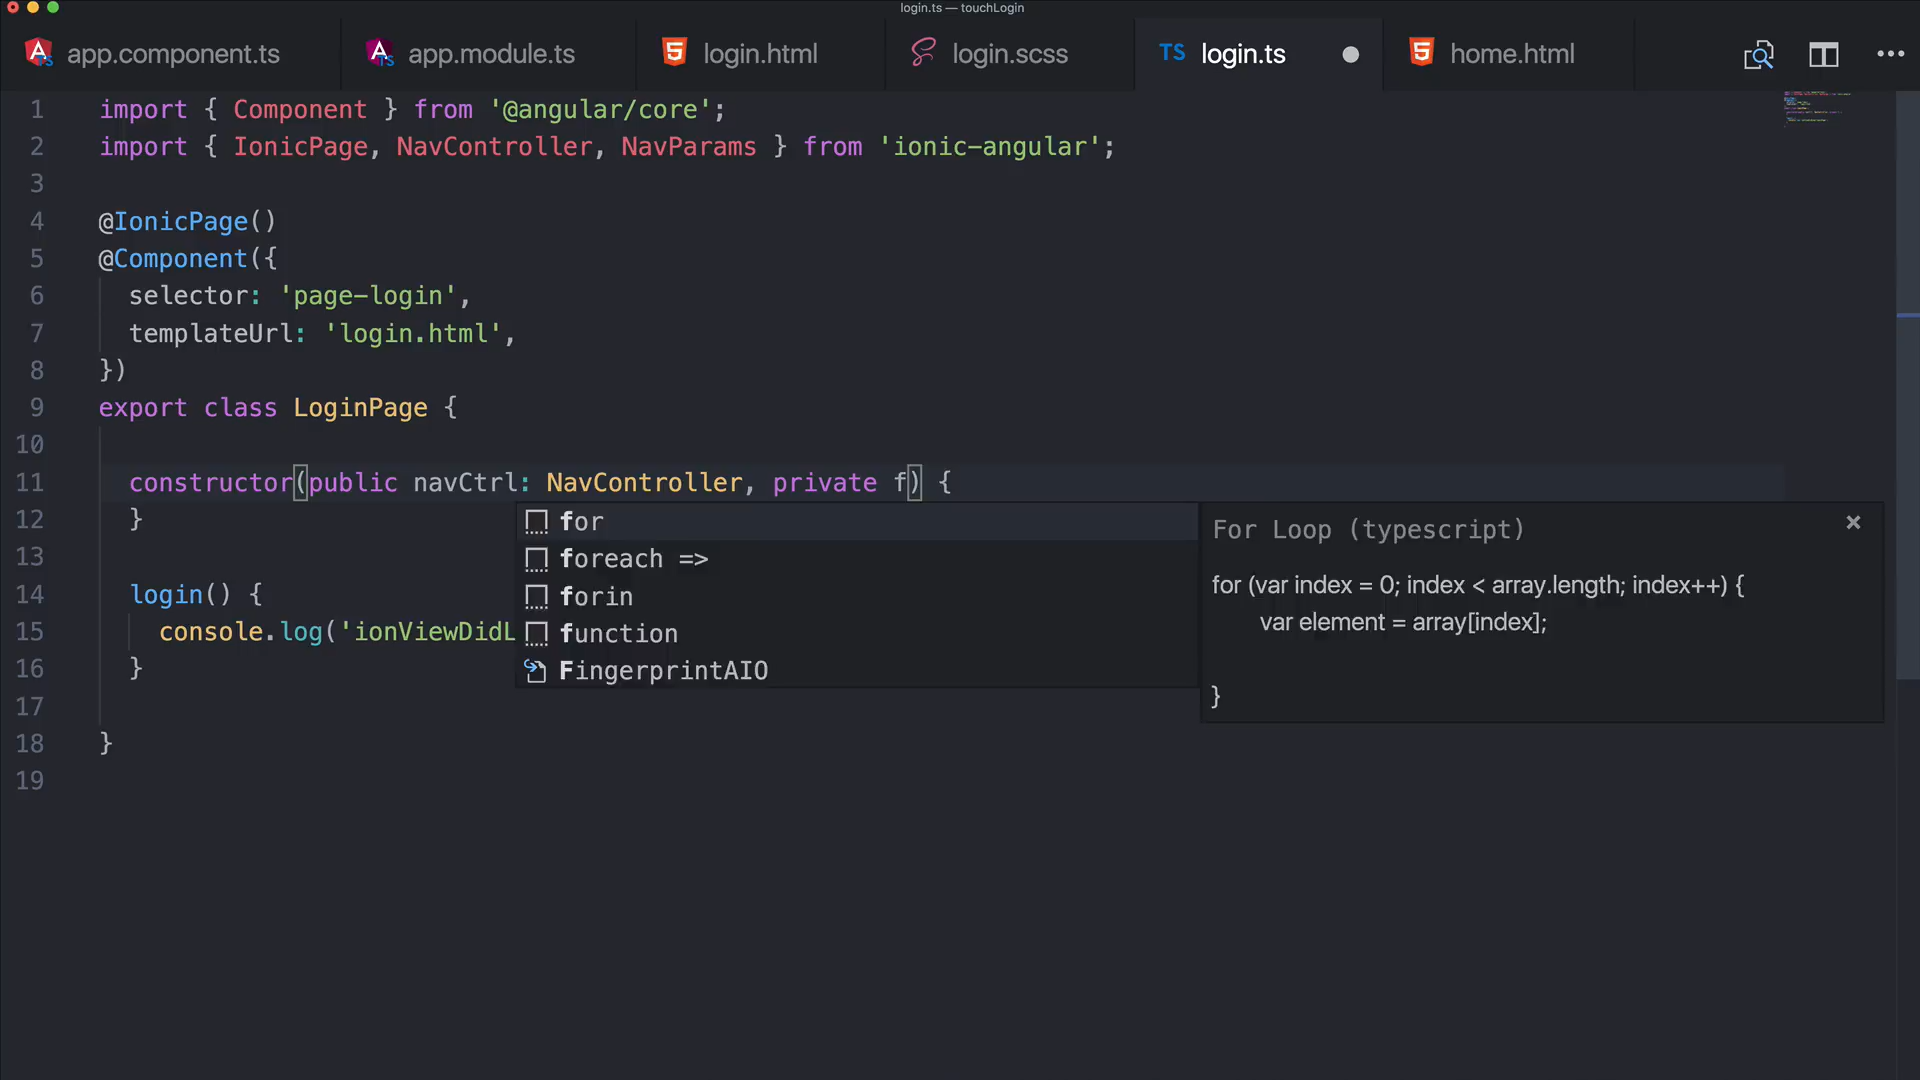 login.ts — touchLogin
app.component.ts
app.module.ts
login.html
login.scss
TS login.ts
home.html
1 import { Component } from '@angular/core';
2 import { IonicPage, NavController, NavParams } from 'ionic-angular';
3
4 @IonicPage()
5 @Component({
6 selector: 'page-login',
7 templateUrl: 'login.html',
8 })
9 export class LoginPage {
10
11 constructor(public navCtrl: NavController, private f) {
12 }
13
14 login() {
15 console.log('ionViewDidL
16 }
17
18 }
19
for
foreach =>
forin
function
FingerprintAIO
For Loop (typescript)
for (var index = 0; index < array.length; index++) {
var element = array[index];
}